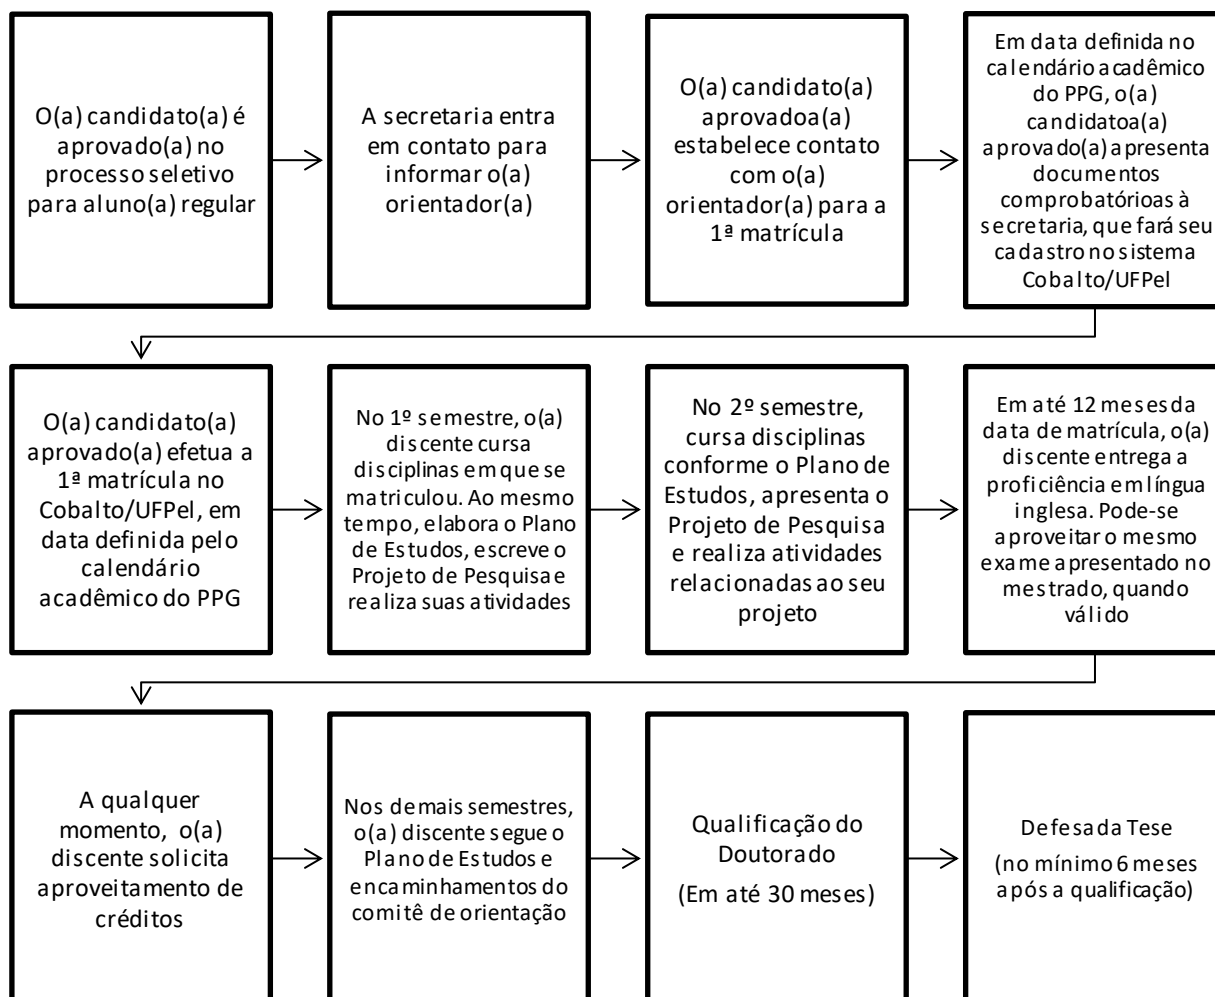 O(a) candidato(a) é
aprovado(a) no
processo seletivo
para aluno(a) regular
A secretaria entra
em contato para
informar o(a)
orientador(a)
O(a) candidato(a)
aprovadoa(a)
estabelece contato
com o(a)
orientador(a) para a
1ª matrícula
Em data definida no
calendário acadêmico
do PPG, o(a)
candidatoa(a)
aprovado(a) apresenta
documentos
comprobatórioas à
secretaria, que fará seu
cadastro no sistema
Cobalto/UFPel
O(a) candidato(a)
aprovado(a) efetua a
1ª matrícula no
Cobalto/UFPel, em
data definida pelo
calendário
acadêmico do PPG
No 1º semestre, o(a)
discente cursa
disciplinas em que se
matriculou. Ao mesmo
tempo, elabora o Plano
de Estudos, escreve o
Projeto de Pesquisa e
realiza suas atividades
No 2º semestre,
cursa disciplinas
conforme o Plano de
Estudos, apresenta o
Projeto de Pesquisa
e realiza atividades
relacionadas ao seu
projeto
Em até 12 meses da
data de matrícula, o(a)
discente entrega a
proficiência em língua
inglesa. Pode-se
aproveitar o mesmo
exame apresentado no
mestrado, quando
válido
A qualquer
momento, o(a)
discente solicita
aproveitamento de
créditos
Nos demais semestres,
o(a) discente segue o
Plano de Estudos e
encaminhamentos do
comitê de orientação
Qualificação do
Doutorado
(Em até 30 meses)
Defesa da Tese
(no mínimo 6 meses
após a qualificação)